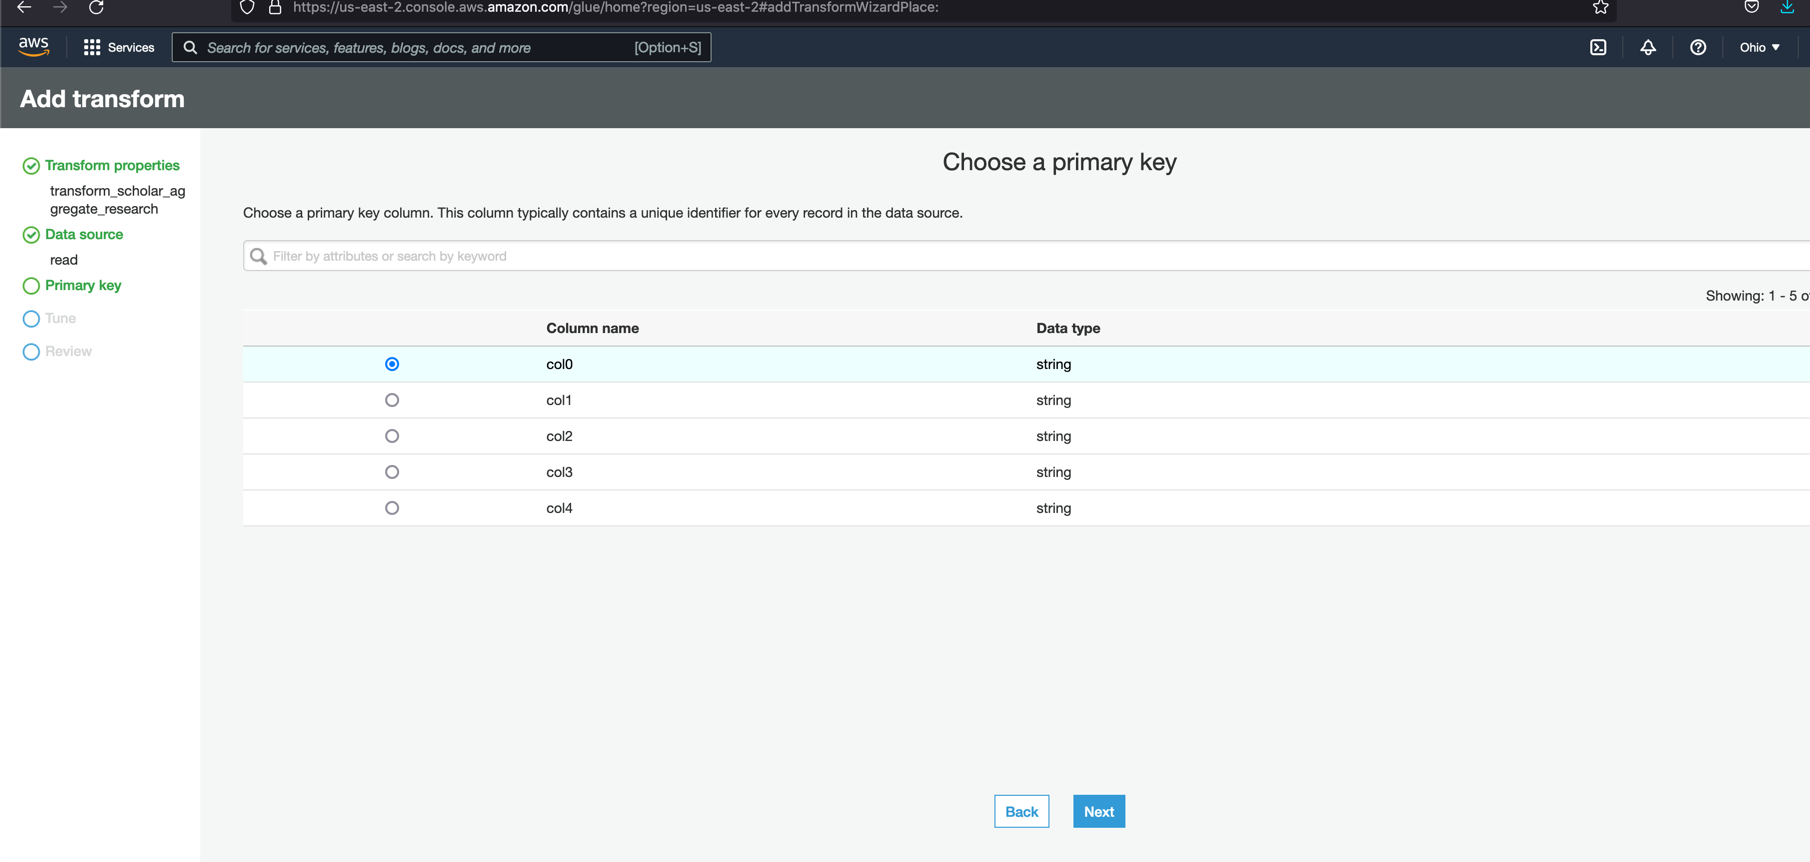 https://us-east-2.console.aws.amazon.com/glue/home?region=us-east-2#addTransformWizardPlace:
aws
Services
Search for services, features, blogs, docs, and more
[Option+S]
Ohio
Add transform
Transform properties
transform_scholar_ag
gregate_research
Data source
read
Primary key
Tune
Review
Choose a primary key
Choose a primary key column. This column typically contains a unique identifier for every record in the data source.
Filter by attributes or search by keyword
Showing: 1 - 5 of
Column name Data type
col0 string
col1 string
col2 string
col3 string
col4 string
Back
Next